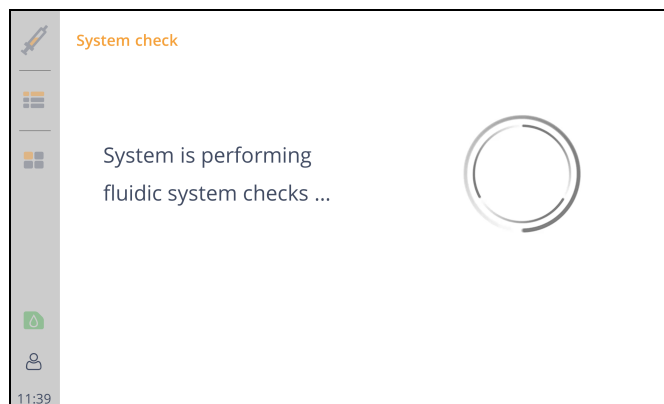 System check
System is performing
fluidic system checks ...
11:39